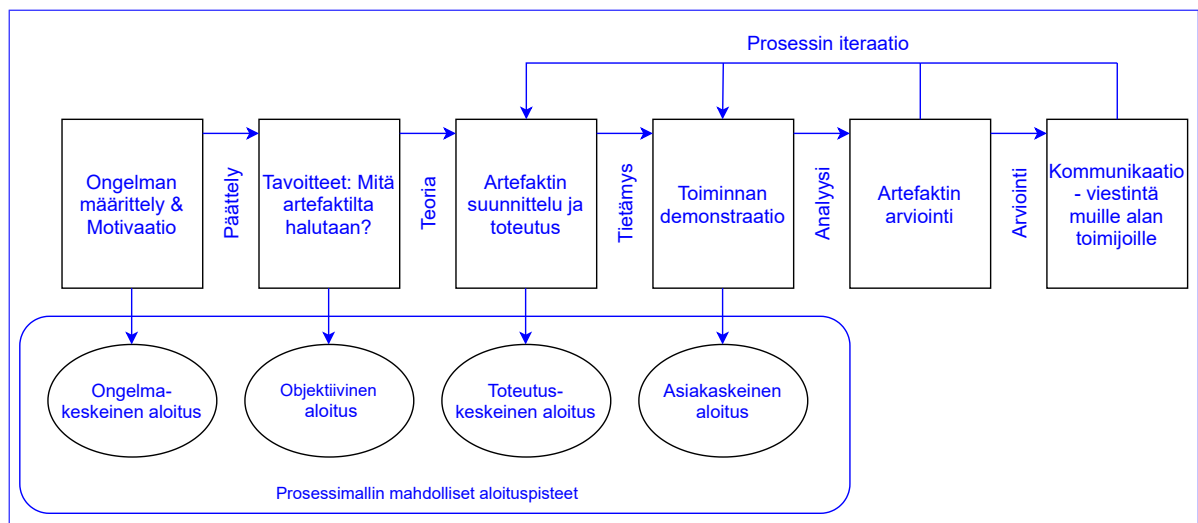 Prosessin iteraatio
Ongelman
määrittely &
Motivaatio
Päättely
Tavoitteet: Mitä
artefaktilta
halutaan?
Teoria
Artefaktin
suunnittelu ja
toteutus
Tietämys
Toiminnan
demonstraatio
Analyysi
Artefaktin
arviointi
Arviointi
Kommunikaatio
- viestintä
muille alan
toimijoille
Ongelma-
keskeinen aloitus
Objektiivinen
aloitus
Toteutus-
keskeinen aloitus
Asiakaskeinen
aloitus
Prosessimallin mahdolliset aloituspisteet